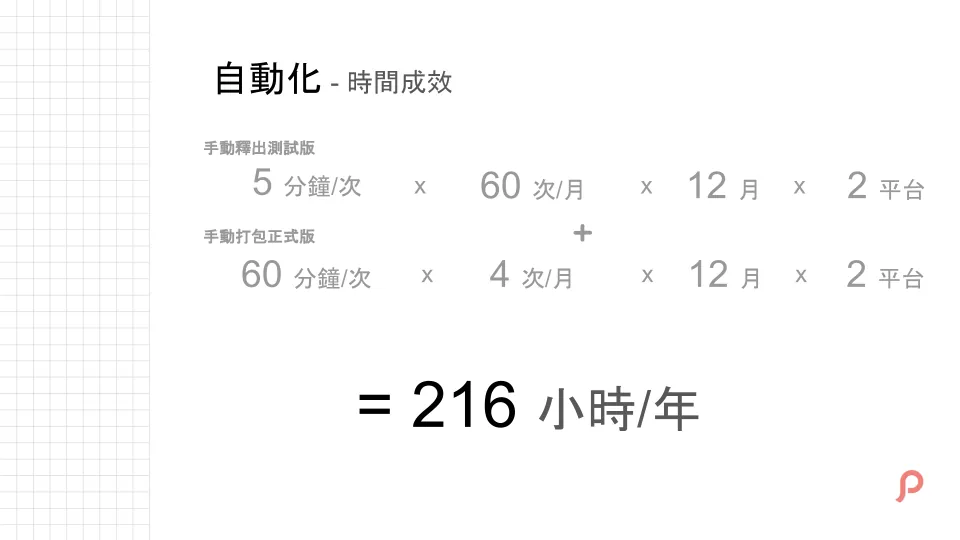 自動化 - 時間成效
手動釋出測試版
5 分鐘/次 x 60 次/月 x 12 月 x 2 平台
+
手動打包正式版
60 分鐘/次 x 4 次/月 x 12 月 x 2 平台
= 216 小時/年